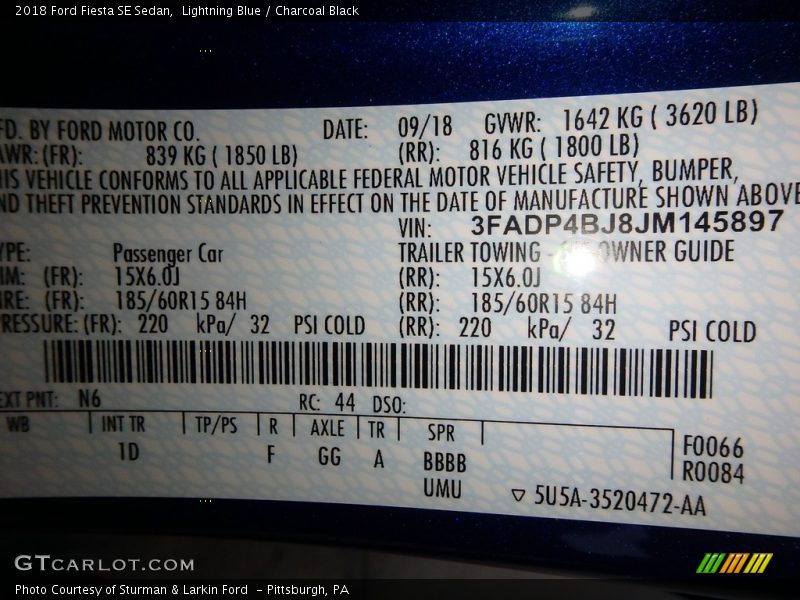 2018 Ford Fiesta SE Sedan, Lightning Blue / Charcoal Black
FD. BY FORD MOTOR CO. DATE: 09/18 GVWR: 1642 KG ( 3620 LB)
AWR: (FR): 839 KG ( 1850 LB) (RR): 816 KG ( 1800 LB)
IS VEHICLE CONFORMS TO ALL APPLICABLE FEDERAL MOTOR VEHICLE SAFETY, BUMPER,
ND THEFT PREVENTION STANDARDS IN EFFECT ON THE DATE OF MANUFACTURE SHOWN ABOVE
VIN: 3FADP4BJ8JM145897
YPE: Passenger Car TRAILER TOWING - OWNER GUIDE
IM: (FR): 15X6.0J (RR): 15X6.0J
IRE: (FR): 185/60R15 84H (RR): 185/60R15 84H
PRESSURE: (FR): 220 kPa/ 32 PSI COLD (RR): 220 kPa/ 32 PSI COLD
EXT PNT: N6 RC: 44 DSO:
WB INT TR TP/PS R AXLE TR SPR F0066
1D F GG A BBBB R0084
UMU ▽ 5U5A-3520472-AA
GTCARLOT.COM
Photo Courtesy of Sturman & Larkin Ford - Pittsburgh, PA